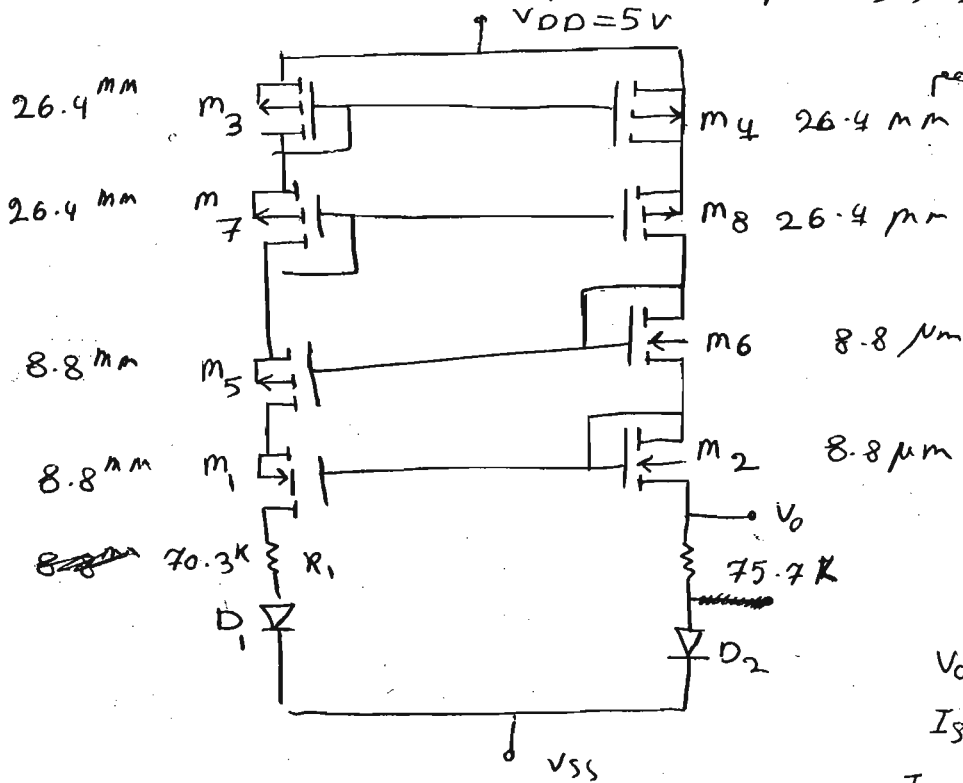 VDD=5V
26.4 mm
m3
m4 26.4 mm
26.4 mm
m7
m8 26.4 μm
8.8 mm
m5
m6
8.8 μm
8.8 mm
m1
m2
8.8 μm
Vo
70.3K R1
75.7K
D1
D2
Vo
VSS